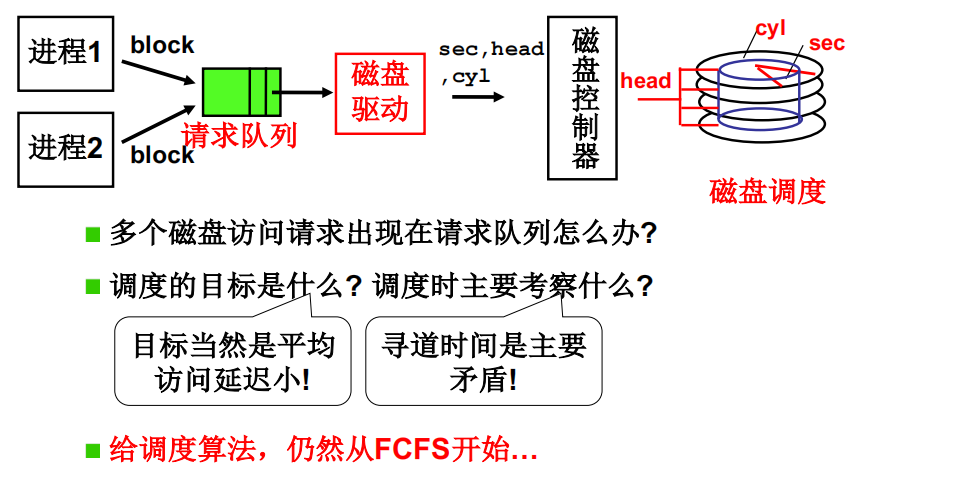 进程1
block
进程2
block
请求队列
磁盘
驱动
sec,head
,cyl
磁
盘
控
制
器
head
cyl
sec
磁盘调度
多个磁盘访问请求出现在请求队列怎么办?
调度的目标是什么? 调度时主要考察什么?
目标当然是平均
访问延迟小!
寻道时间是主要
矛盾!
给调度算法，仍然从FCFS开始…